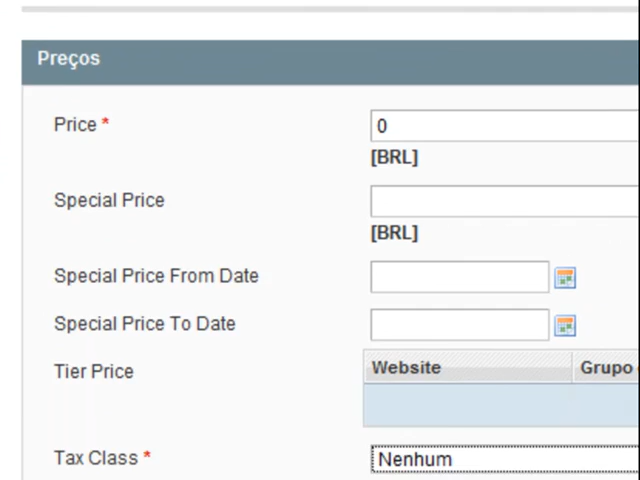 Preços
Price * 0
[BRL]
Special Price
[BRL]
Special Price From Date
Special Price To Date
Tier Price Website Grupo
Tax Class * Nenhum